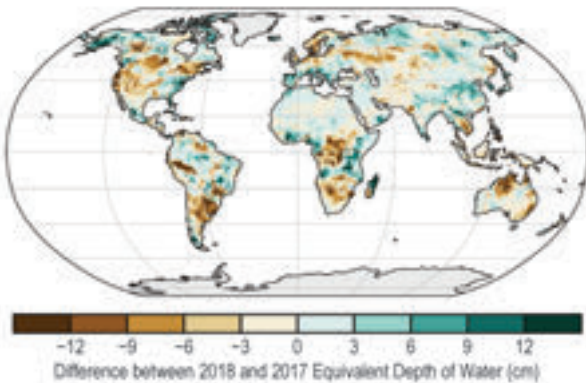 −12 −9 −6 −3 0 3 6 9 12
Difference between 2018 and 2017 Equivalent Depth of Water (cm)